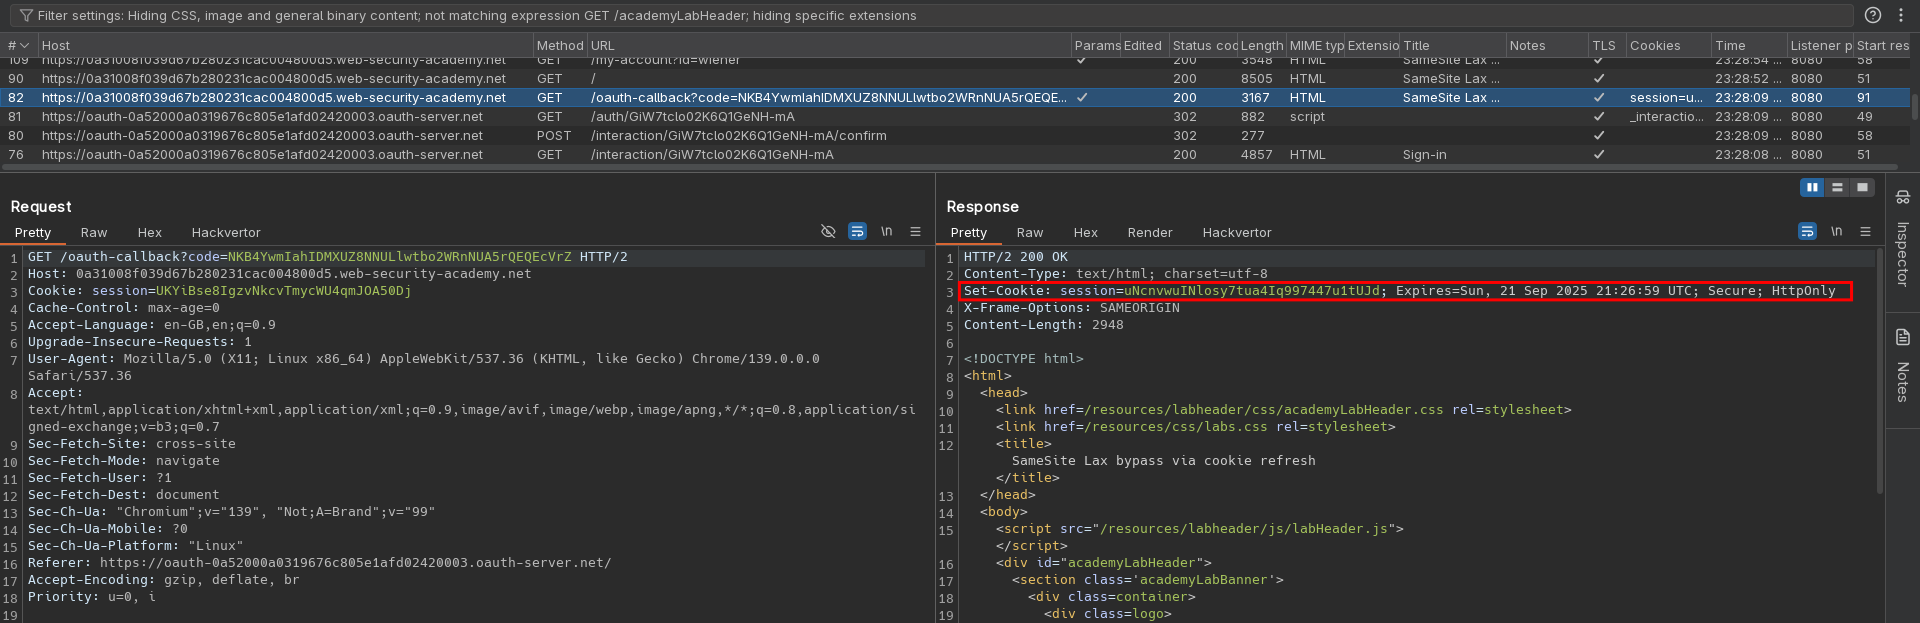 Filter settings: Hiding CSS, image and general binary content; not matching expression GET /academyLabHeader; hiding specific extensions
# Host Method URL Params Edited Status coc Length MIME typ Extensio Title Notes TLS Cookies Time Listener p Start res
109 https://0a31008f039d67b280231cac004800d5.web-security-academy.net GET /my-account?id=wiener ✓ 200 3548 HTML SameSite Lax ... ✓ 23:28:54 ... 8080 58
90 https://0a31008f039d67b280231cac004800d5.web-security-academy.net GET / 200 8505 HTML SameSite Lax ... ✓ 23:28:52 ... 8080 51
82 https://0a31008f039d67b280231cac004800d5.web-security-academy.net GET /oauth-callback?code=NKB4YwmIahIDMXUZ8NNULlwtbo2WRnNUA5rQEQE... ✓ 200 3167 HTML SameSite Lax ... ✓ session=u... 23:28:09 ... 8080 91
81 https://oauth-0a52000a0319676c805e1afd02420003.oauth-server.net GET /auth/GiW7tclo02K6Q1GeNH-mA 302 882 script ✓ _interactio... 23:28:09 ... 8080 49
80 https://oauth-0a52000a0319676c805e1afd02420003.oauth-server.net POST /interaction/GiW7tclo02K6Q1GeNH-mA/confirm 302 277 ✓ 23:28:09 ... 8080 58
76 https://oauth-0a52000a0319676c805e1afd02420003.oauth-server.net GET /interaction/GiW7tclo02K6Q1GeNH-mA 200 4857 HTML Sign-in ✓ 23:28:08 ... 8080 51
Request
Pretty Raw Hex Hackvertor \n
1 GET /oauth-callback?code=NKB4YwmIahIDMXUZ8NNULlwtbo2WRnNUA5rQEQEcVrZ HTTP/2
2 Host: 0a31008f039d67b280231cac004800d5.web-security-academy.net
3 Cookie: session=UKYiBse8IgzvNkcvTmycWU4qmJOA50Dj
4 Cache-Control: max-age=0
5 Accept-Language: en-GB,en;q=0.9
6 Upgrade-Insecure-Requests: 1
7 User-Agent: Mozilla/5.0 (X11; Linux x86_64) AppleWebKit/537.36 (KHTML, like Gecko) Chrome/139.0.0.0
Safari/537.36
8 Accept:
text/html,application/xhtml+xml,application/xml;q=0.9,image/avif,image/webp,image/apng,*/*;q=0.8,application/si
gned-exchange;v=b3;q=0.7
9 Sec-Fetch-Site: cross-site
10 Sec-Fetch-Mode: navigate
11 Sec-Fetch-User: ?1
12 Sec-Fetch-Dest: document
13 Sec-Ch-Ua: "Chromium";v="139", "Not;A=Brand";v="99"
14 Sec-Ch-Ua-Mobile: ?0
15 Sec-Ch-Ua-Platform: "Linux"
16 Referer: https://oauth-0a52000a0319676c805e1afd02420003.oauth-server.net/
17 Accept-Encoding: gzip, deflate, br
18 Priority: u=0, i
19
Response
Pretty Raw Hex Render Hackvertor \n
1 HTTP/2 200 OK
2 Content-Type: text/html; charset=utf-8
3 Set-Cookie: session=uNcnvwuINlosy7tua4Iq997447u1tUJd; Expires=Sun, 21 Sep 2025 21:26:59 UTC; Secure; HttpOnly
4 X-Frame-Options: SAMEORIGIN
5 Content-Length: 2948
6
7 <!DOCTYPE html>
8 <html>
9 <head>
10 <link href=/resources/labheader/css/academyLabHeader.css rel=stylesheet>
11 <link href=/resources/css/labs.css rel=stylesheet>
12 <title>
SameSite Lax bypass via cookie refresh
</title>
13 </head>
14 <body>
15 <script src="/resources/labheader/js/labHeader.js">
</script>
16 <div id="academyLabHeader">
17 <section class='academyLabBanner'>
18 <div class=container>
19 <div class=logo>
Inspector
Notes